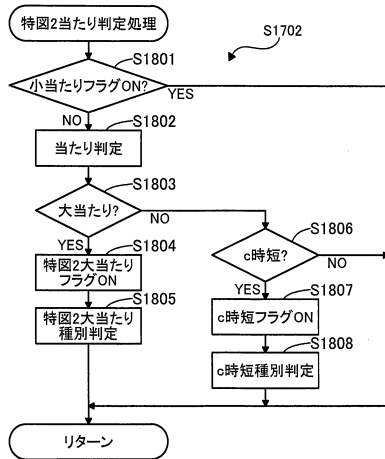 特図2当たり判定処理
S1702
S1801
小当たりフラグON?
YES
NO
S1802
当たり判定
S1803
大当たり?
NO
YES
S1804
特図2大当たり
フラグON
S1805
特図2大当たり
種別判定
S1806
c時短?
NO
YES
S1807
c時短フラグON
S1808
c時短種別判定
リターン